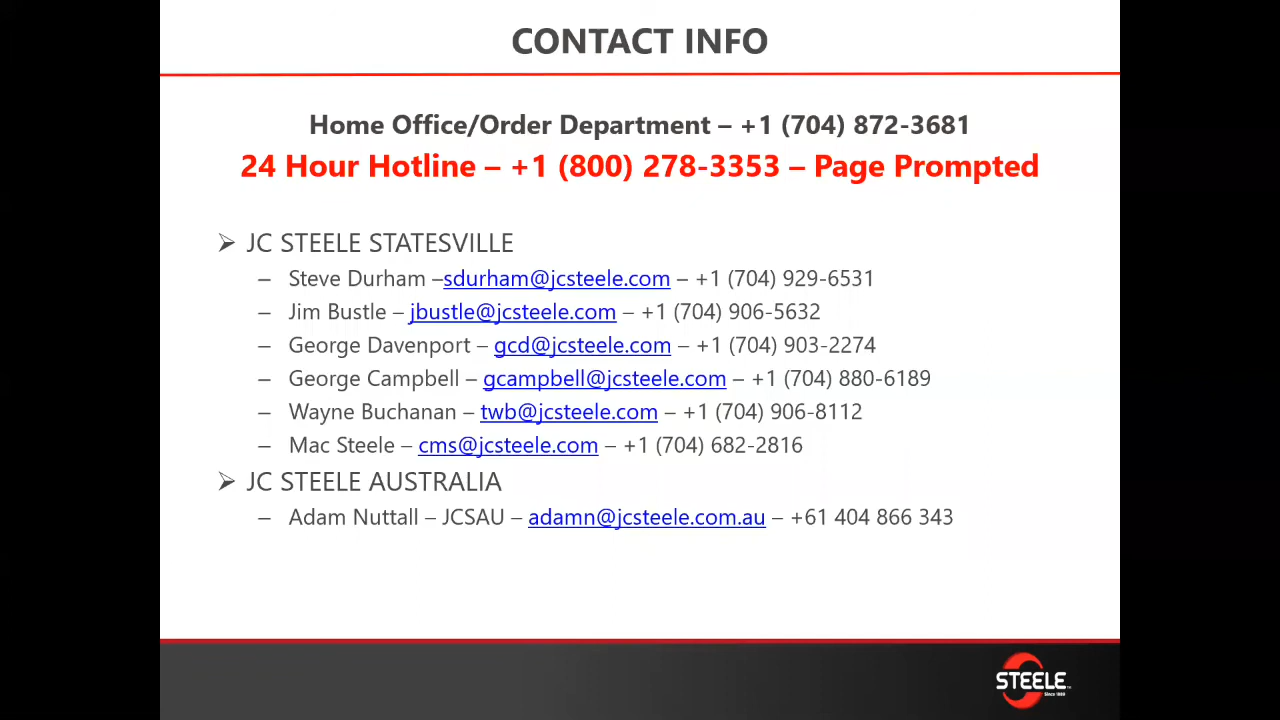 CONTACT INFO
Home Office/Order Department – +1 (704) 872-3681
24 Hour Hotline – +1 (800) 278-3353 – Page Prompted
➢ JC STEELE STATESVILLE
– Steve Durham –sdurham@jcsteele.com – +1 (704) 929-6531
– Jim Bustle – jbustle@jcsteele.com – +1 (704) 906-5632
– George Davenport – gcd@jcsteele.com – +1 (704) 903-2274
– George Campbell – gcampbell@jcsteele.com – +1 (704) 880-6189
– Wayne Buchanan – twb@jcsteele.com – +1 (704) 906-8112
– Mac Steele – cms@jcsteele.com – +1 (704) 682-2816
➢ JC STEELE AUSTRALIA
– Adam Nuttall – JCSAU – adamn@jcsteele.com.au – +61 404 866 343
STEELE
Since 1889